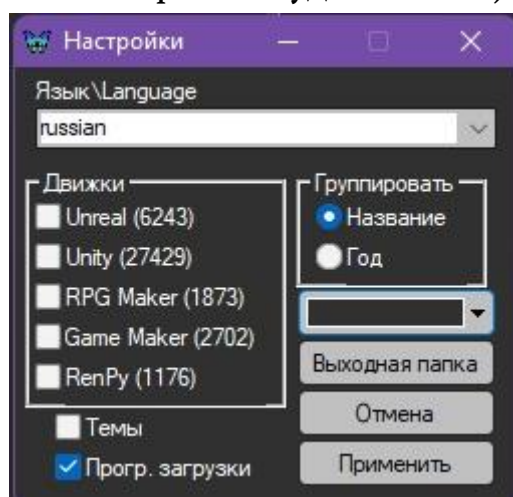 Настройки
Язык\Language
russian
Движки
Unreal (6243)
Unity (27429)
RPG Maker (1873)
Game Maker (2702)
RenPy (1176)
Темы
Прогр. загрузки
Группировать
Название
Год
Выходная папка
Отмена
Применить